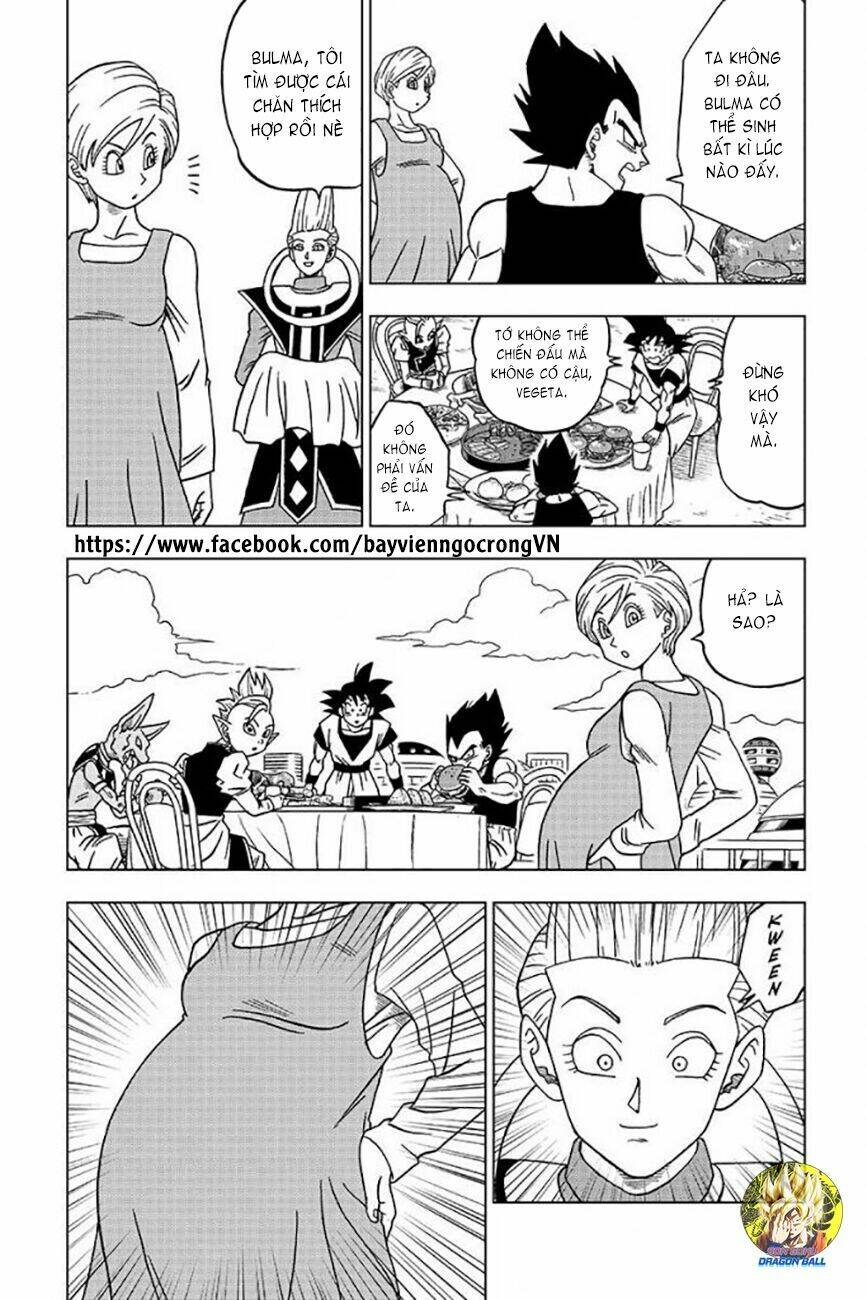 TA KHÔNG
ĐI ĐÂU.
BULMA CÓ
THỂ SINH
BẤT KÌ LÚC
NÀO ĐẤY.
BULMA, TÔI
TÌM ĐƯỢC CÁI
CHĂN THÍCH
HỢP RỒI NÈ
ĐỪNG
KHÓ
VẬY
MÀ.
TỚ KHÔNG THỂ
CHIẾN ĐẤU MÀ
KHÔNG CÓ CẬU,
VEGETA.
ĐÓ
KHÔNG
PHẢI VẤN
ĐỀ CỦA
TA.
https://www.facebook.com/bayvienngocrongVN
HẢ? LÀ
SAO?
KWEEN
DRAGON BALL